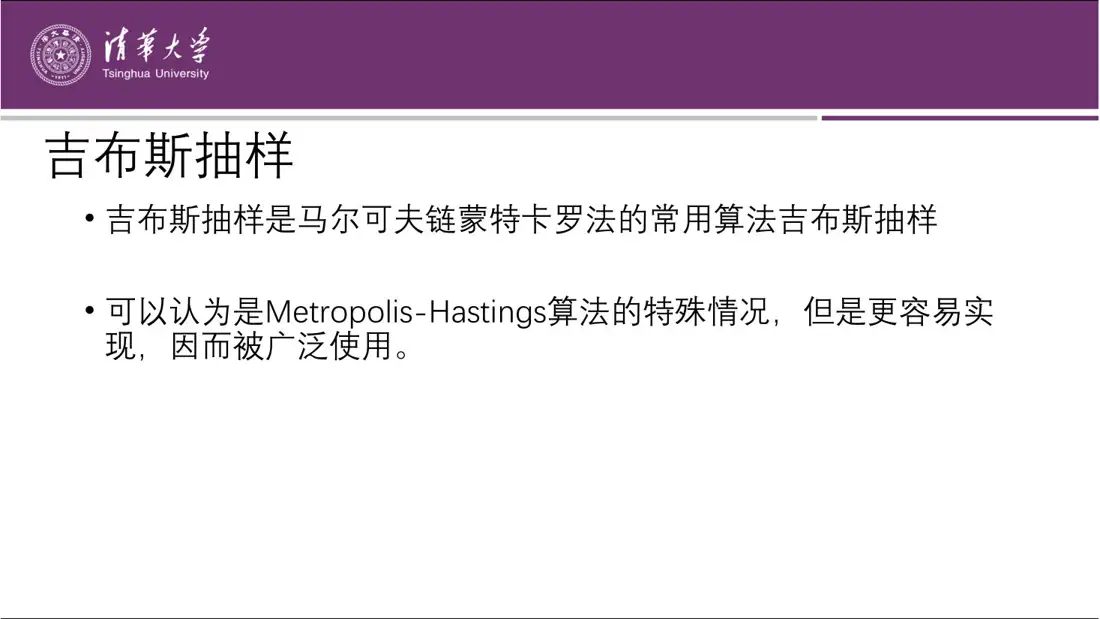 清华大学
Tsinghua University
吉布斯抽样
• 吉布斯抽样是马尔可夫链蒙特卡罗法的常用算法吉布斯抽样
• 可以认为是Metropolis-Hastings算法的特殊情况，但是更容易实
现，因而被广泛使用。